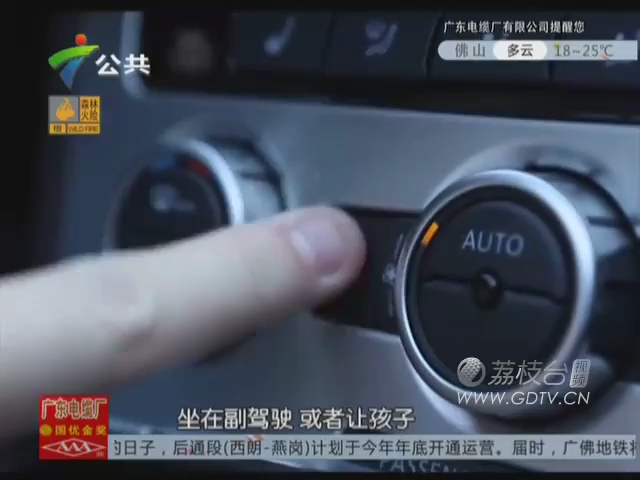 广东电缆厂有限公司提醒您
公共
佛山 多云 18~25℃
森林火险
橙 WILD FIRE
AUTO
荔枝台 视频
www.GDTV.CN
广东电缆厂
国优金奖
坐在副驾驶 或者让孩子
的日子，后通段(西朗-燕岗)计划于今年年底开通运营。届时，广佛地铁将
PASSENGER